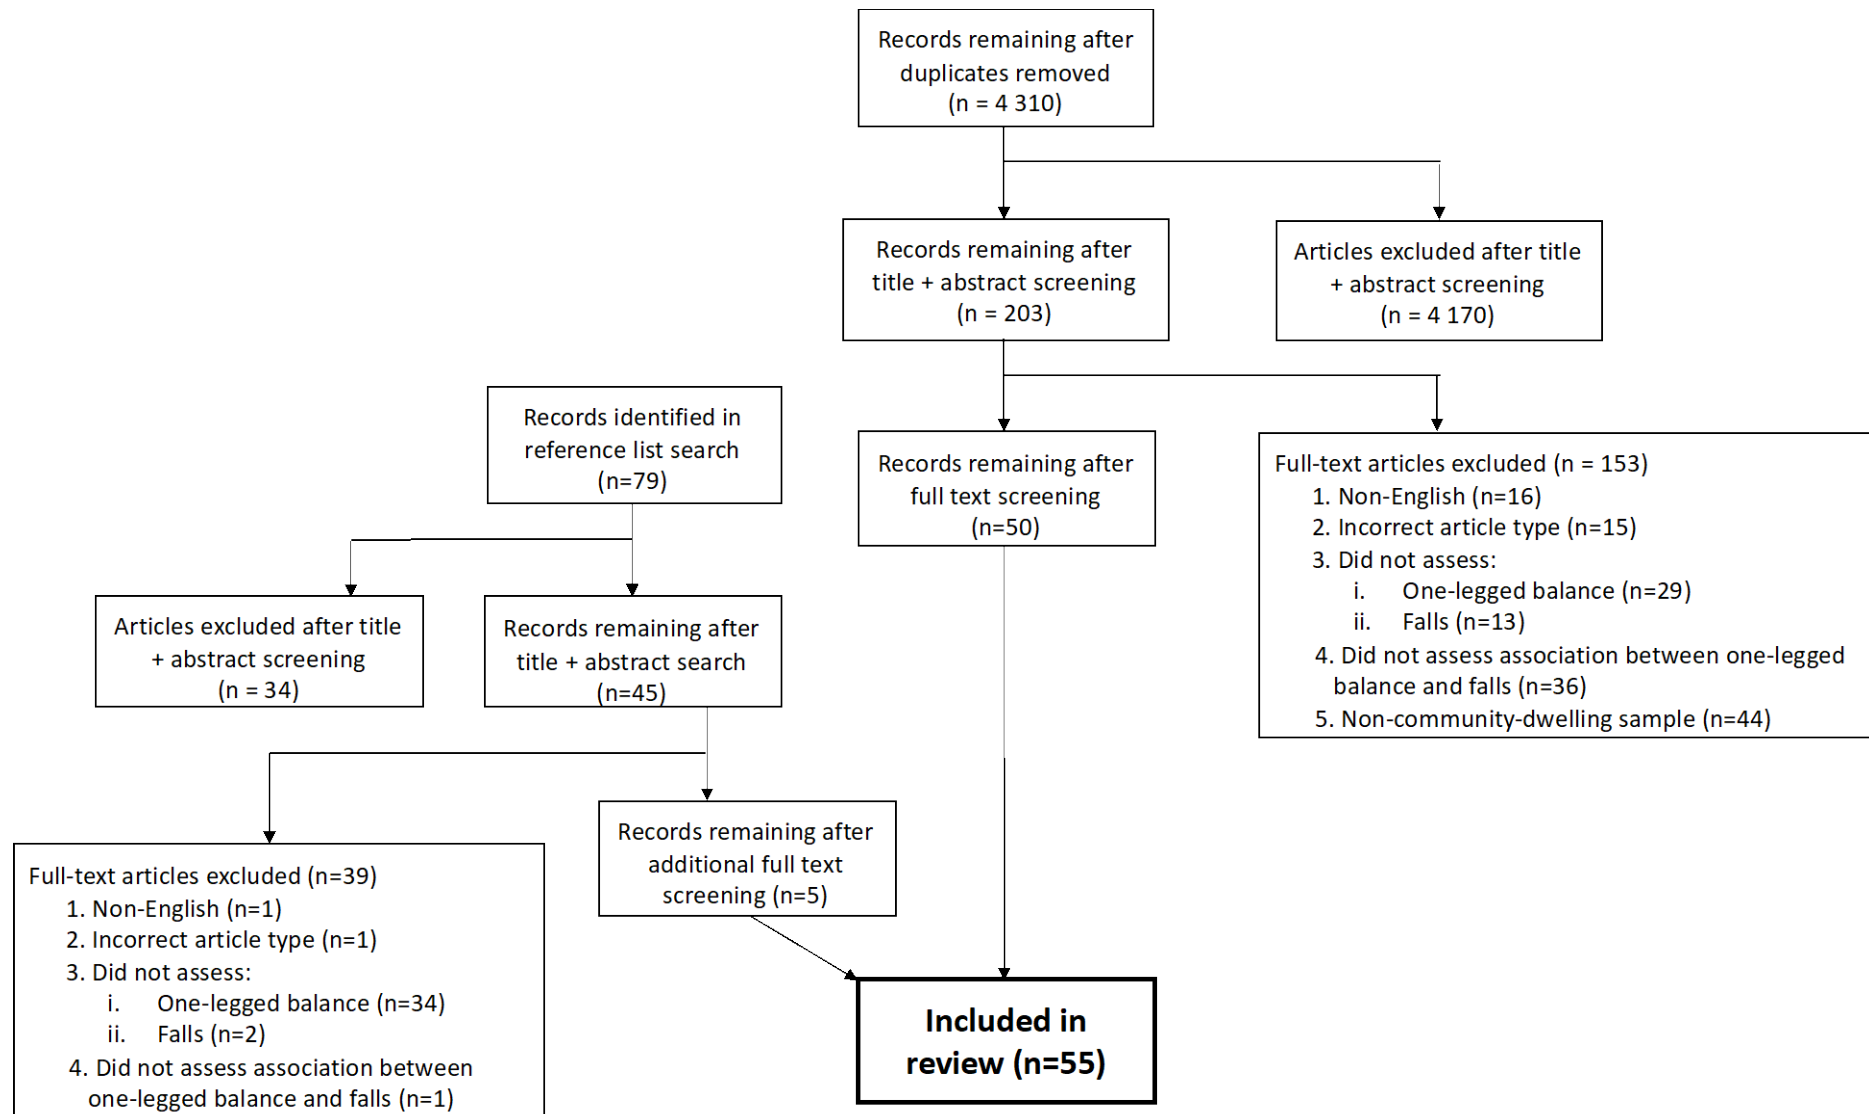 Records remaining after
duplicates removed
(n = 4 310)
Records remaining after
title + abstract screening
(n = 203)
Articles excluded after title
+ abstract screening
(n = 4 170)
Records identified in
reference list search
(n=79)
Records remaining after
full text screening
(n=50)
Full-text articles excluded (n = 153)
1. Non-English (n=16)
2. Incorrect article type (n=15)
3. Did not assess:
i. One-legged balance (n=29)
ii. Falls (n=13)
4. Did not assess association between one-legged
balance and falls (n=36)
5. Non-community-dwelling sample (n=44)
Articles excluded after title
+ abstract screening
(n = 34)
Records remaining after
title + abstract search
(n=45)
Records remaining after
additional full text
screening (n=5)
Full-text articles excluded (n=39)
1. Non-English (n=1)
2. Incorrect article type (n=1)
3. Did not assess:
i. One-legged balance (n=34)
ii. Falls (n=2)
4. Did not assess association between
one-legged balance and falls (n=1)
Included in
review (n=55)